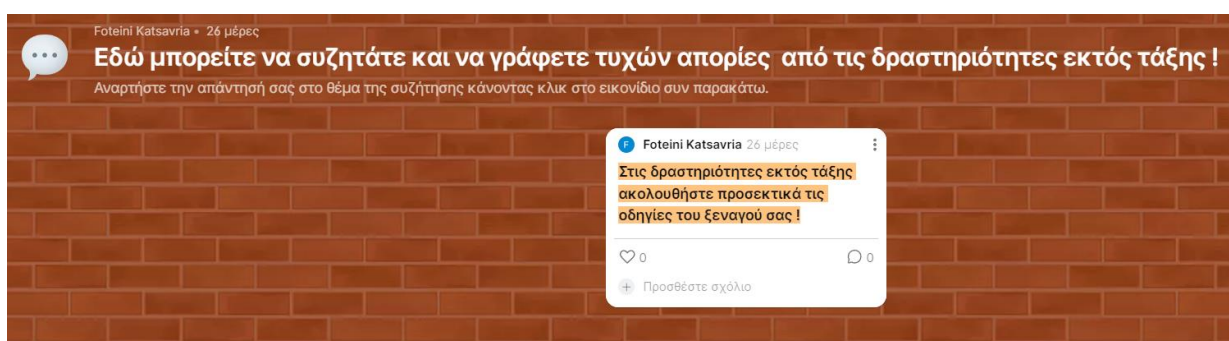 Foteini Katsavria • 26 μέρες
Εδώ μπορείτε να συζητάτε και να γράφετε τυχών απορίες από τις δραστηριότητες εκτός τάξης !
Αναρτήστε την απάντησή σας στο θέμα της συζήτησης κάνοντας κλικ στο εικονίδιο συν παρακάτω.
F Foteini Katsavria 26 μέρες
Στις δραστηριότητες εκτός τάξης
ακολουθήστε προσεκτικά τις
οδηγίες του ξεναγού σας !
0 0
Προσθέστε σχόλιο